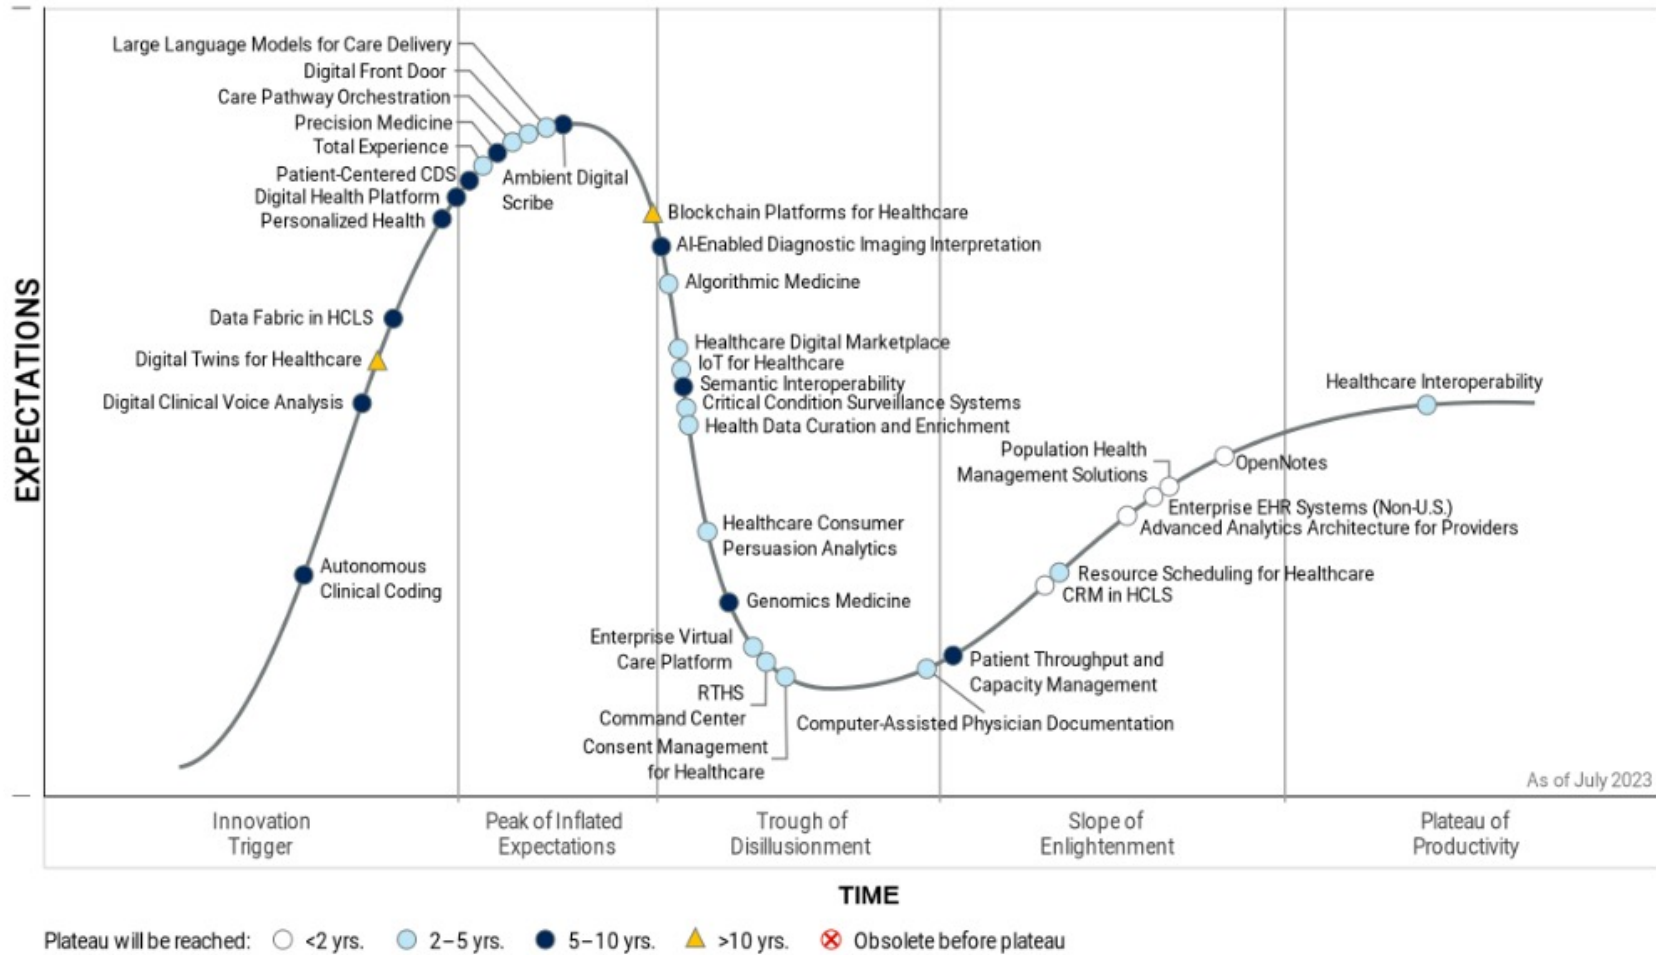 Large Language Models for Care Delivery
Digital Front Door
Care Pathway Orchestration
Precision Medicine
Total Experience
Patient-Centered CDS
Digital Health Platform
Personalized Health
Ambient Digital
Scribe
Data Fabric in HCLS
Digital Twins for Healthcare
Digital Clinical Voice Analysis
Autonomous
Clinical Coding
Blockchain Platforms for Healthcare
AI-Enabled Diagnostic Imaging Interpretation
Algorithmic Medicine
Healthcare Digital Marketplace
IoT for Healthcare
Semantic Interoperability
Critical Condition Surveillance Systems
Health Data Curation and Enrichment
Healthcare Consumer
Persuasion Analytics
Genomics Medicine
Enterprise Virtual
Care Platform
RTHS
Command Center
Consent Management
for Healthcare
Computer-Assisted Physician Documentation
Patient Throughput and
Capacity Management
CRM in HCLS
Resource Scheduling for Healthcare
Advanced Analytics Architecture for Providers
Enterprise EHR Systems (Non-U.S.)
Population Health
Management Solutions
OpenNotes
Healthcare Interoperability
EXPECTATIONS
As of July 2023
Innovation
Trigger
Peak of Inflated
Expectations
Trough of
Disillusionment
Slope of
Enlightenment
Plateau of
Productivity
TIME
Plateau will be reached: <2 yrs. 2–5 yrs. 5–10 yrs. >10 yrs. Obsolete before plateau